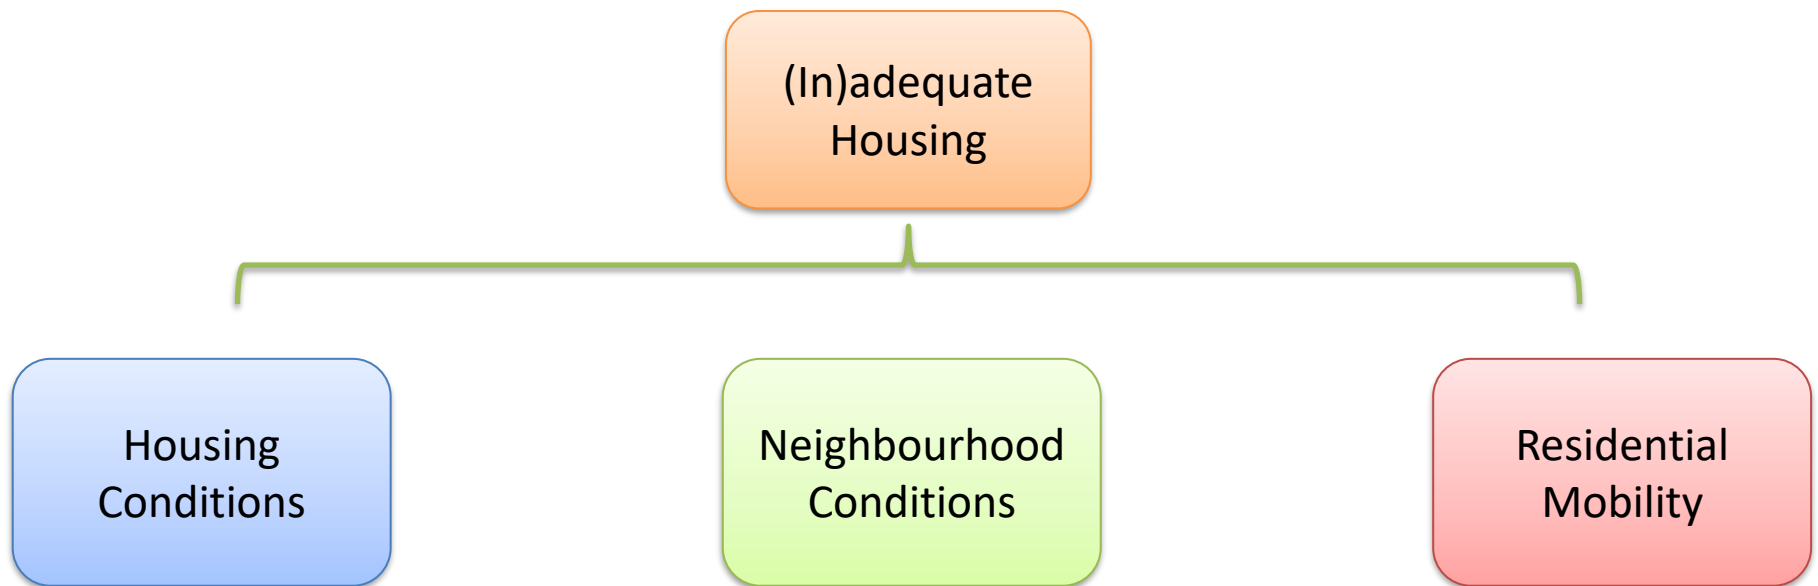 (In)adequate
Housing
Housing
Conditions
Neighbourhood
Conditions
Residential
Mobility